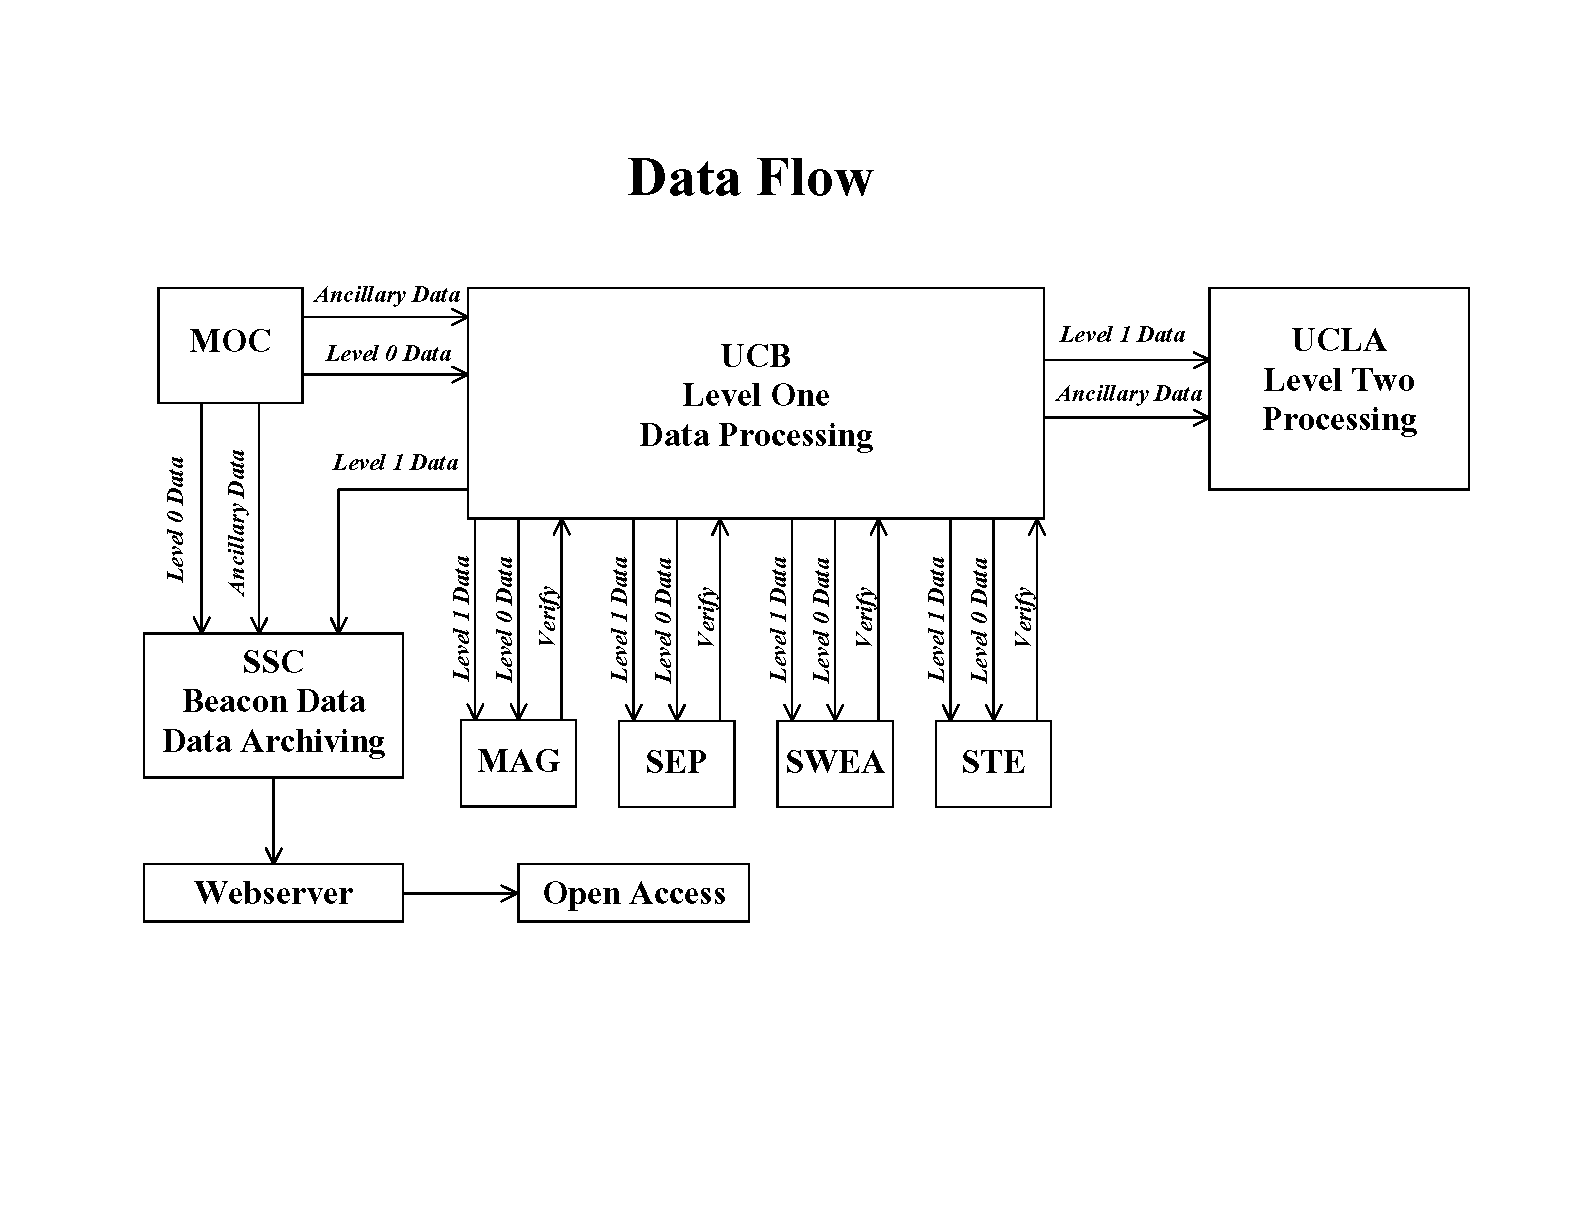 Data Flow
MOC
Ancillary Data
Level 0 Data
UCB
Level One
Data Processing
Level 1 Data
Ancillary Data
UCLA
Level Two
Processing
Level 0 Data
Ancillary Data
Level 1 Data
Level 1 Data
Level 0 Data
Verify
Level 1 Data
Level 0 Data
Verify
Level 1 Data
Level 0 Data
Verify
Level 1 Data
Level 0 Data
Verify
SSC
Beacon Data
Data Archiving
MAG
SEP
SWEA
STE
Webserver
Open Access